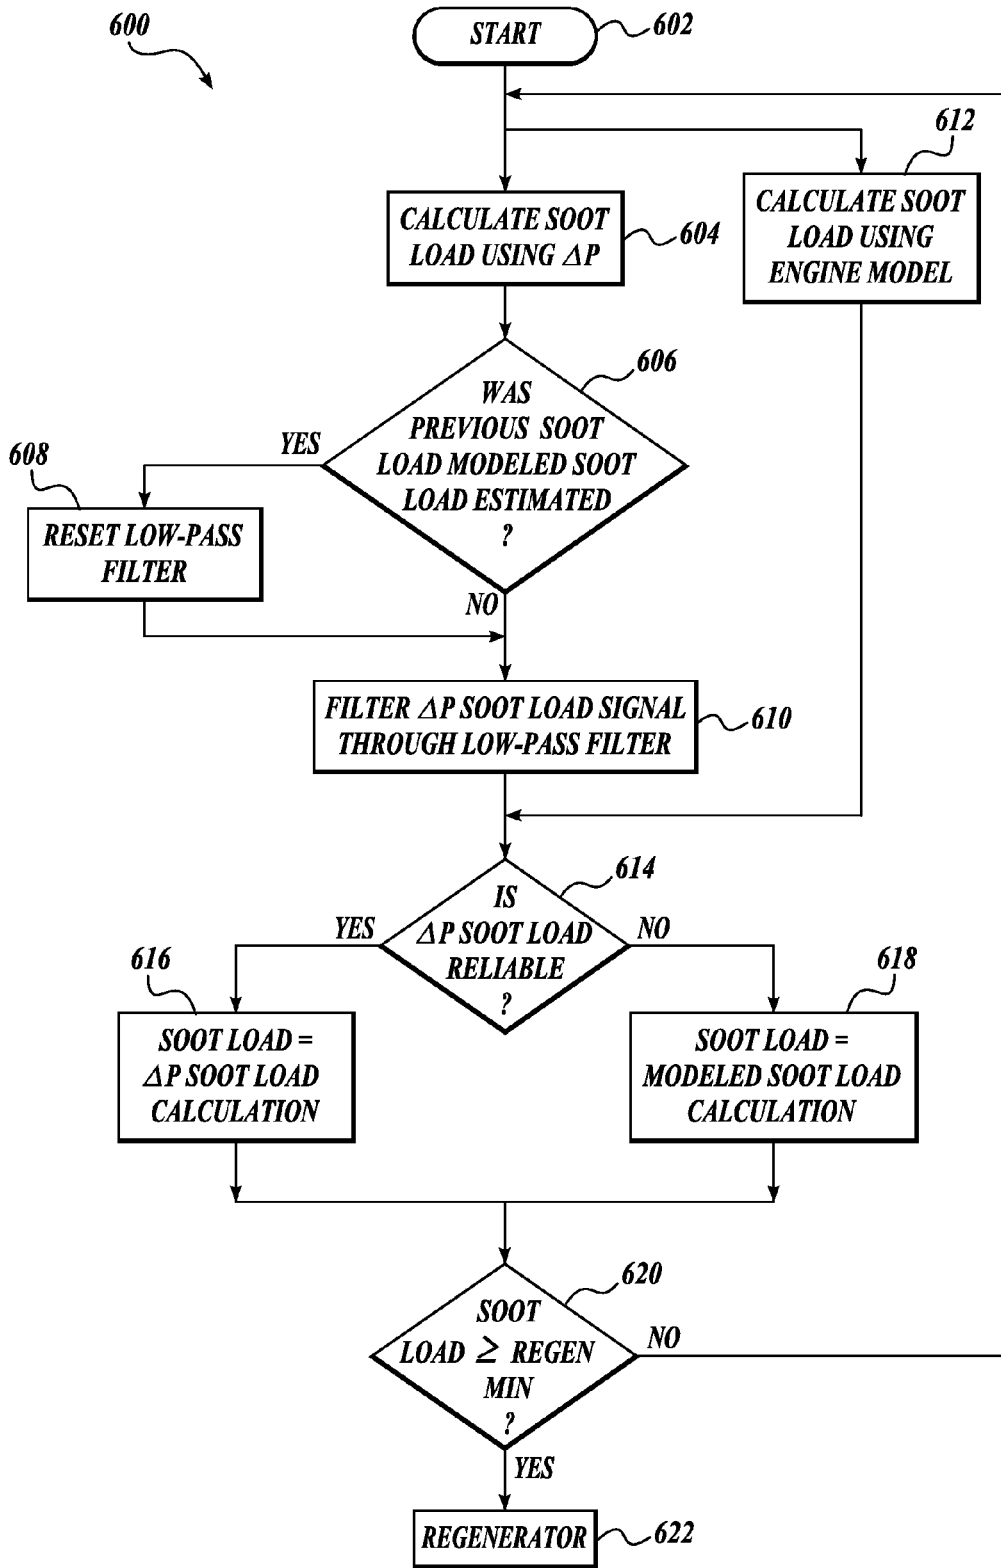 600
START
602
612
CALCULATE SOOT
LOAD USING ΔP
604
CALCULATE SOOT
LOAD USING
ENGINE MODEL
606
WAS
PREVIOUS SOOT
LOAD MODELED SOOT
LOAD ESTIMATED
?
YES
608
RESET LOW-PASS
FILTER
NO
FILTER ΔP SOOT LOAD SIGNAL
THROUGH LOW-PASS FILTER
610
614
IS
ΔP SOOT LOAD
RELIABLE
?
YES
NO
616
SOOT LOAD =
ΔP SOOT LOAD
CALCULATION
618
SOOT LOAD =
MODELED SOOT LOAD
CALCULATION
620
SOOT
LOAD ≥ REGEN
MIN
?
NO
YES
REGENERATOR
622